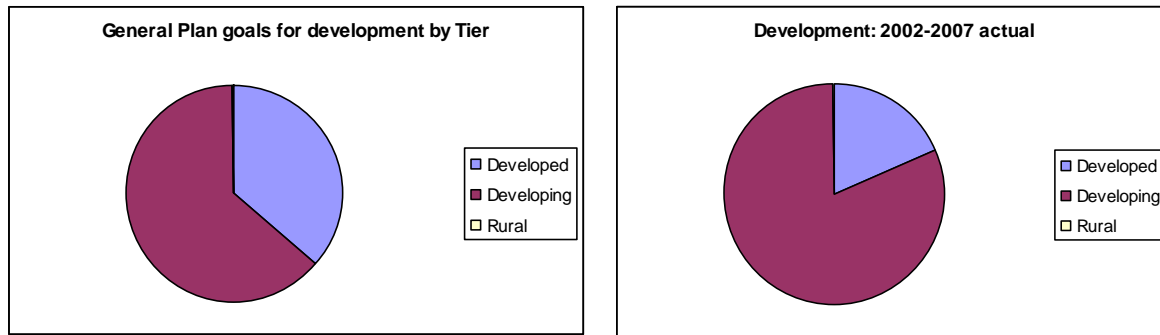 General Plan goals for development by Tier
Developed
Developing
Rural
Development: 2002-2007 actual
Developed
Developing
Rural